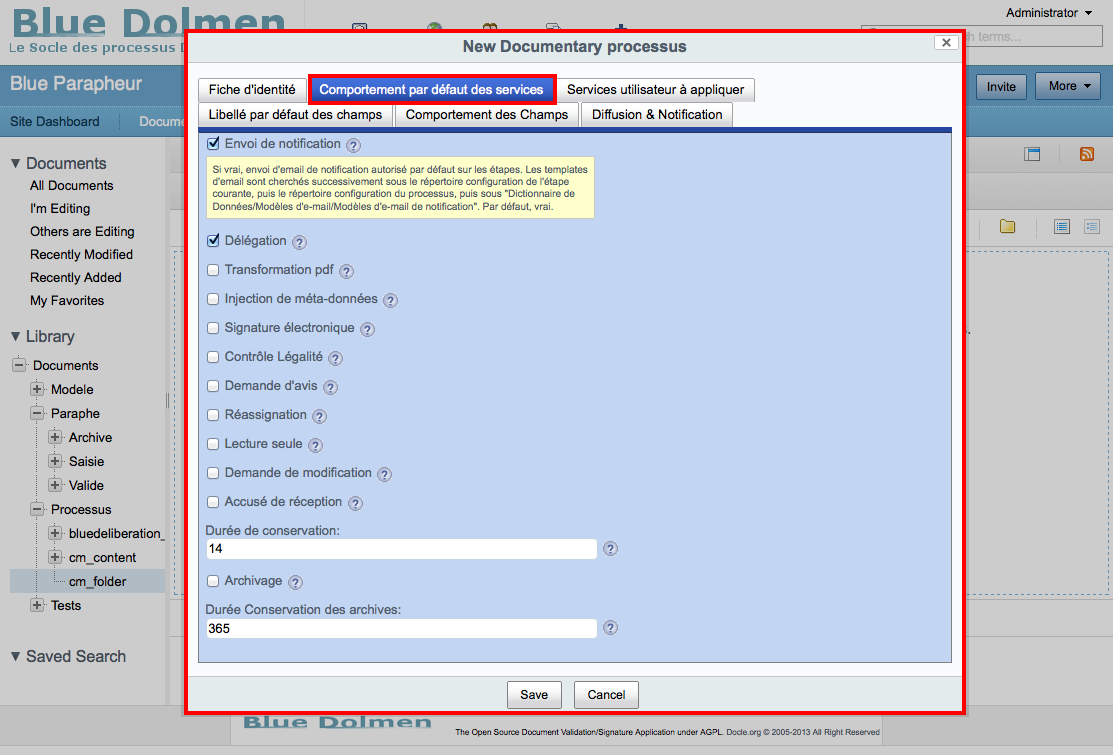 Blue Dolmen
Le Socle des processus
Administrator
ch terms...
Blue Parapheur
Invite
More
Site Dashboard
Docume
New Documentary processus
Fiche d'identité
Comportement par défaut des services
Services utilisateur à appliquer
Libellé par défaut des champs
Comportement des Champs
Diffusion & Notification
Envoi de notification
Si vrai, envoi d'email de notification autorisé par défaut sur les étapes. Les templates
d'email sont cherchés successivement sous le répertoire configuration de l'étape
courante, puis le répertoire configuration du processus, puis sous "Dictionnaire de
Données/Modèles d'e-mail/Modèles d'e-mail de notification". Par défaut, vrai.
Délégation
Transformation pdf
Injection de méta-données
Signature électronique
Contrôle Légalité
Demande d'avis
Réassignation
Lecture seule
Demande de modification
Accusé de réception
Durée de conservation:
14
Archivage
Durée Conservation des archives:
365
Save
Cancel
Documents
All Documents
I'm Editing
Others are Editing
Recently Modified
Recently Added
My Favorites
Library
Documents
Modele
Paraphe
Archive
Saisie
Valide
Processus
bluedeliberation_
cm_content
cm_folder
Tests
Saved Search
Blue Dolmen
The Open Source Document Validation/Signature Application under AGPL. Docle.org © 2005-2013 All Right Reserved